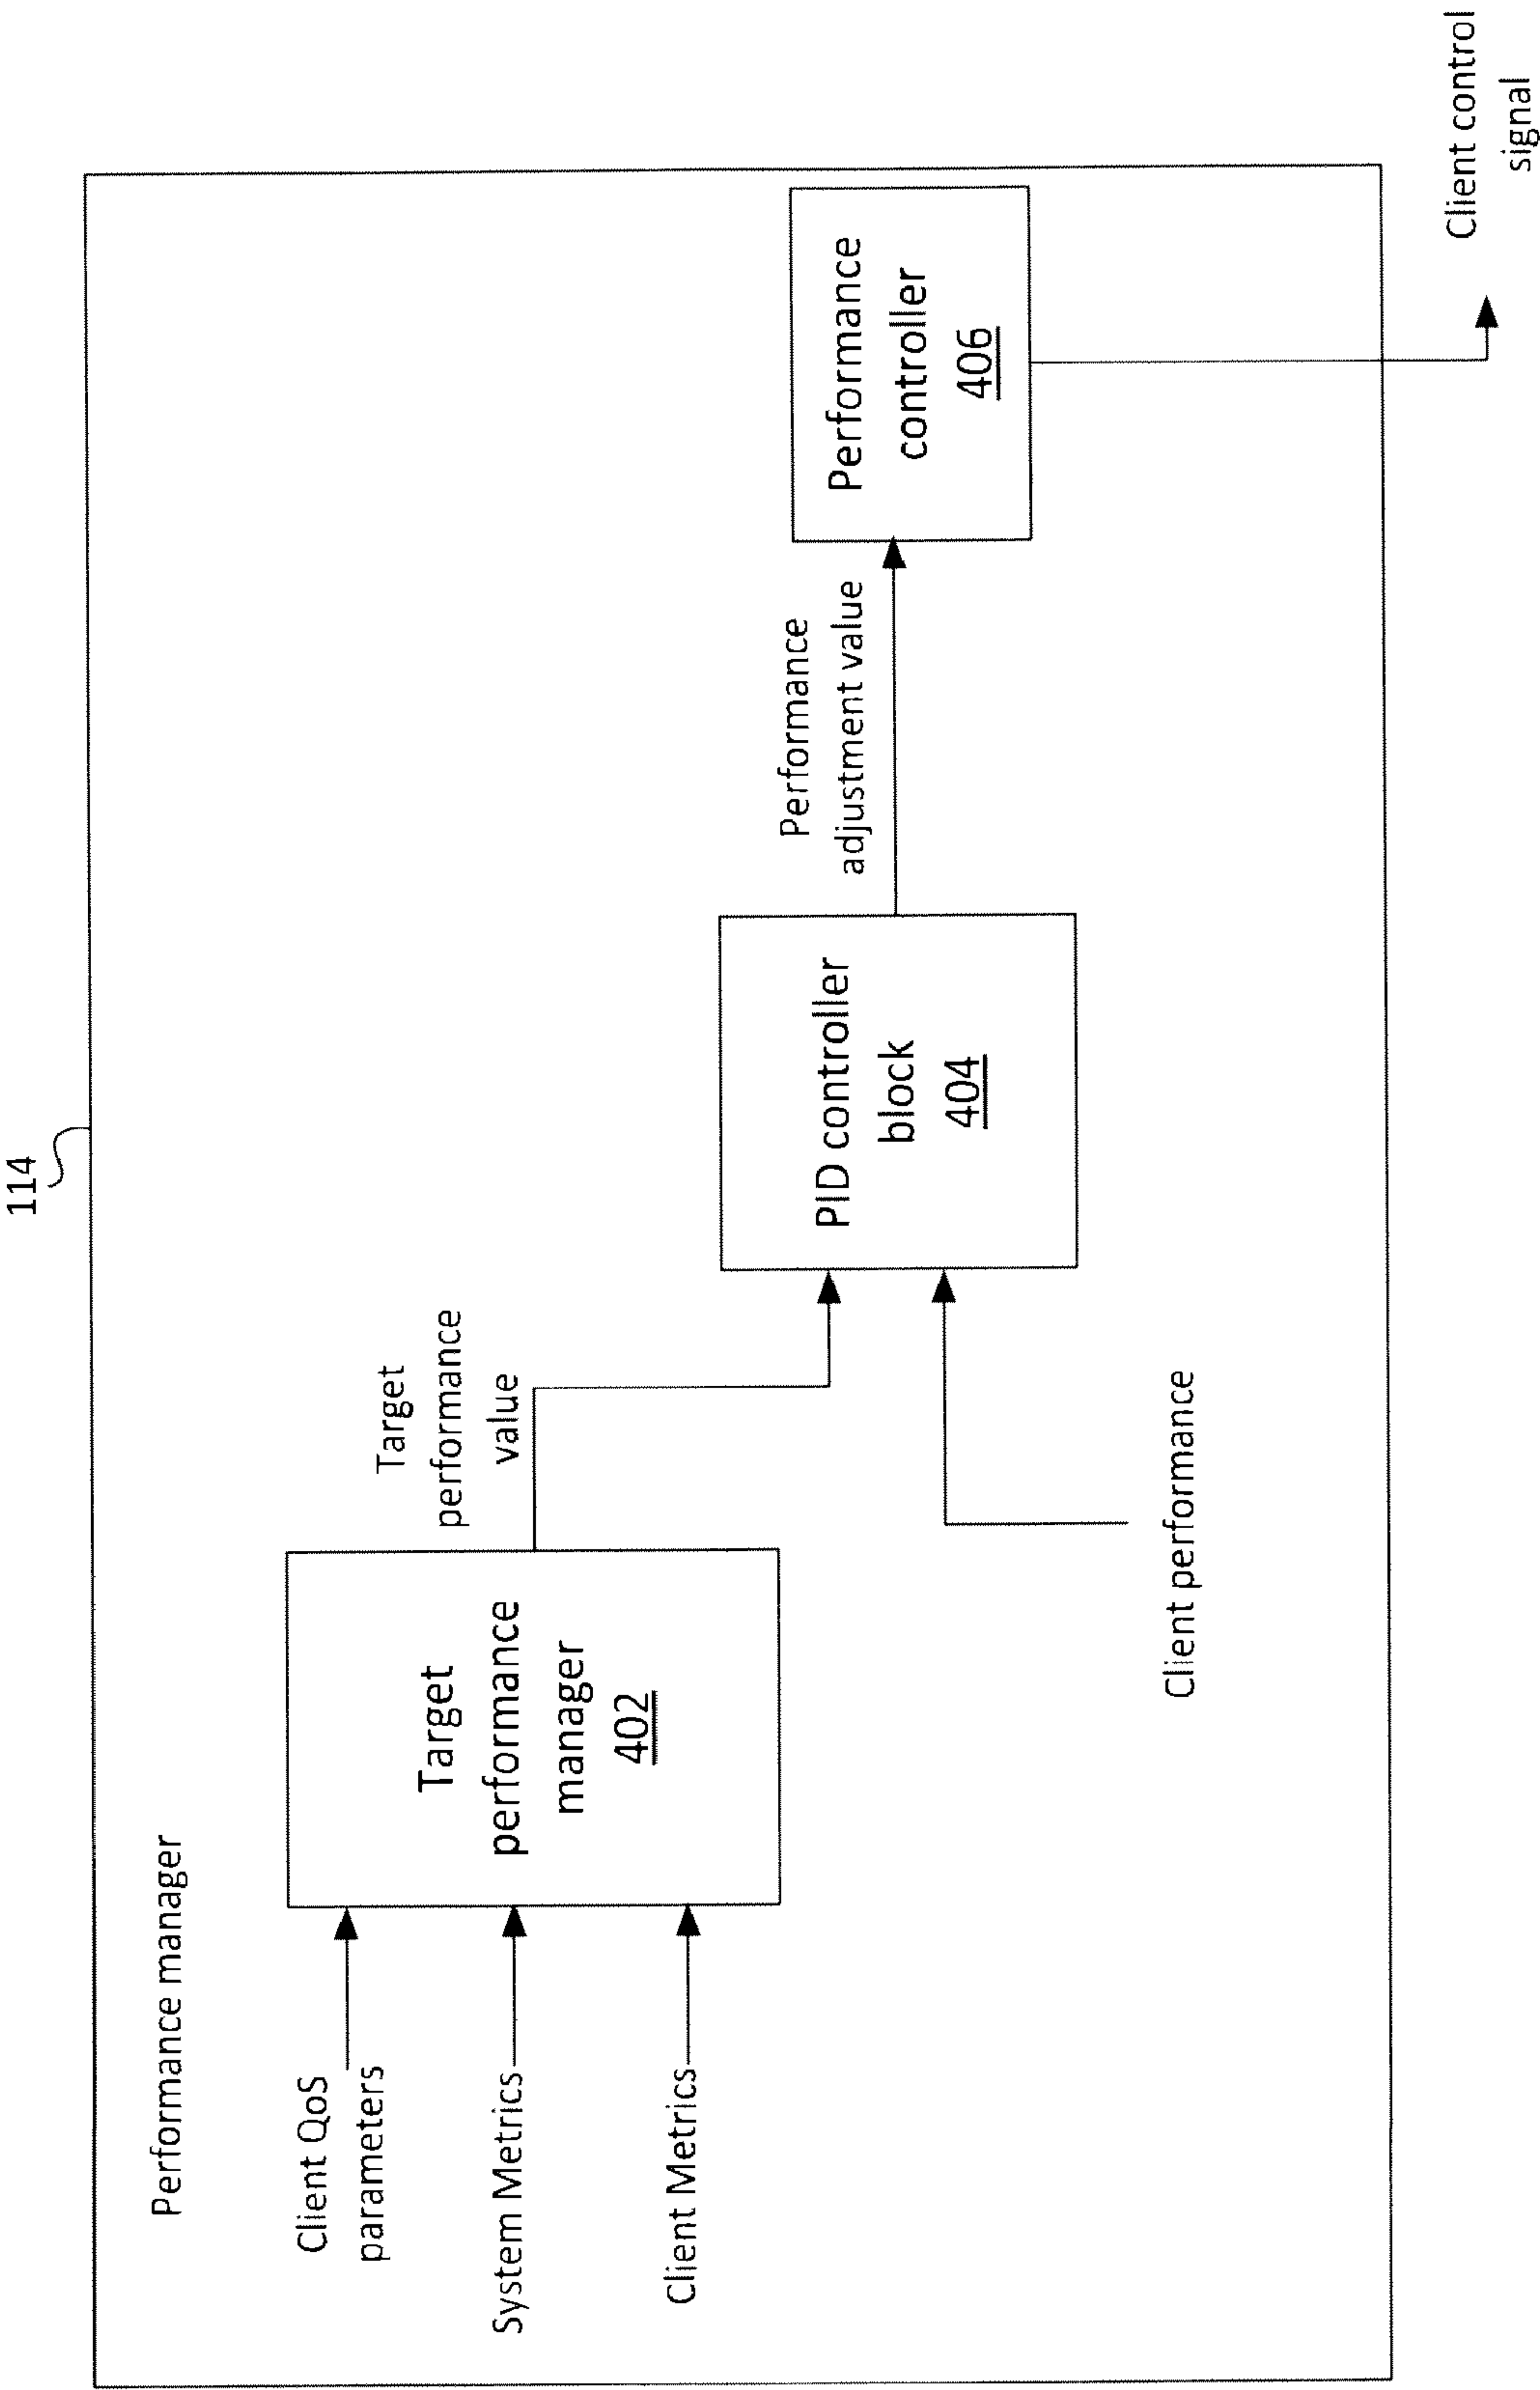 114
Performance manager
Client QoS
parameters
System Metrics
Client Metrics
Target
performance
manager
402
Target
performance
value
Client performance
PID controller
block
404
Performance
adjustment value
Performance
controller
406
Client control
signal